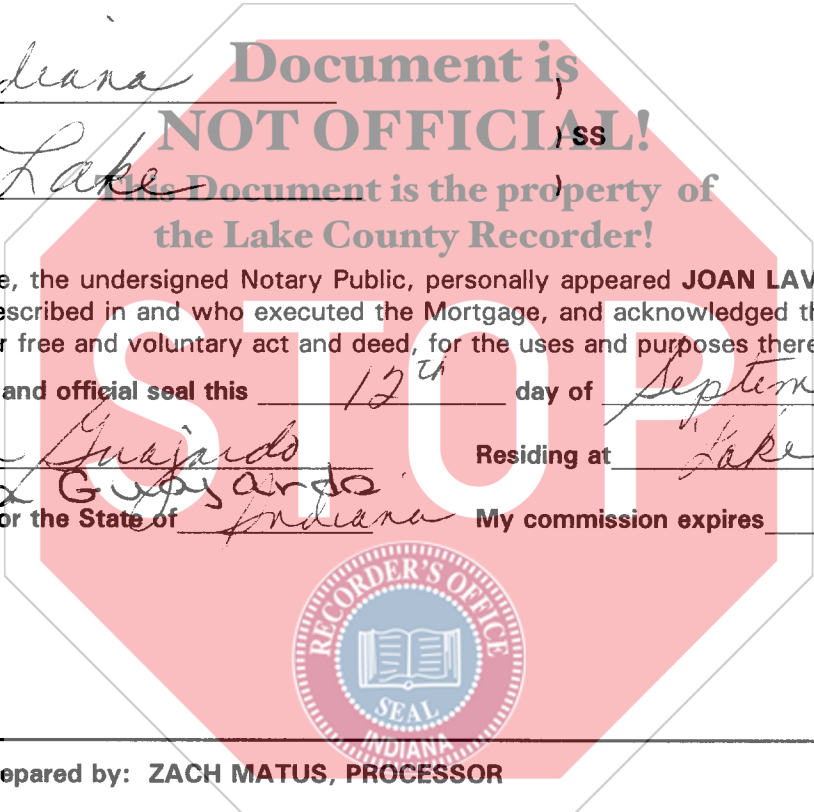 Document is
diana )
NOT OFFICIAL!
) SS
Lake )
This Document is the property of
the Lake County Recorder!
e, the undersigned Notary Public, personally appeared JOAN LAV
escribed in and who executed the Mortgage, and acknowledged th
r free and voluntary act and deed, for the uses and purposes there
and official seal this 12th day of Septem
Guajardo Residing at Lake
Guajardo
or the State of Indiana My commission expires
STOP
RECORDER'S OFFICE
SEAL
INDIANA
epared by: ZACH MATUS, PROCESSOR